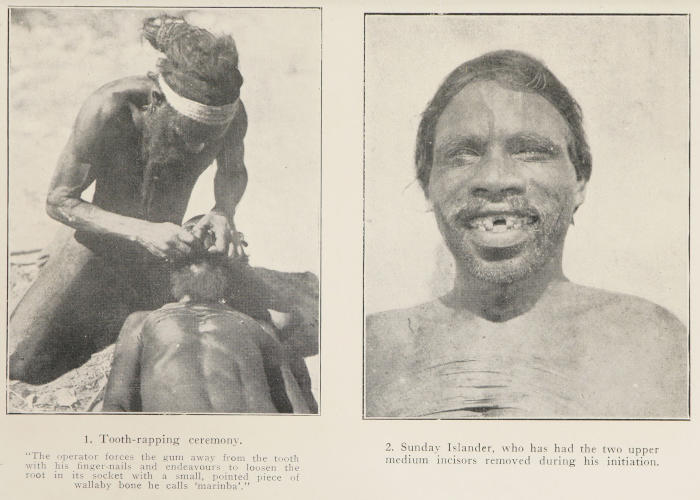 1. Tooth-rapping ceremony.
"The operator forces the gum away from the tooth
with his finger-nails and endeavours to loosen the
root in its socket with a small, pointed piece of
wallaby bone he calls 'marinba'."
2. Sunday Islander, who has had the two upper
medium incisors removed during his initiation.